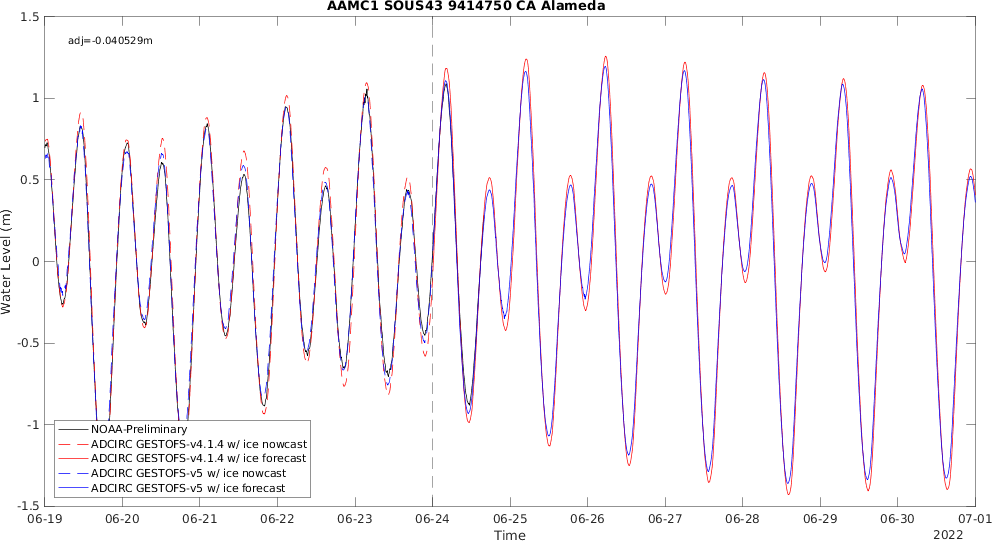 AAMC1 SOUS43 9414750 CA Alameda
adj=-0.040529m
1.5
1
0.5
0
-0.5
-1
-1.5
Water Level (m)
NOAA-Preliminary
ADCIRC GESTOFS-v4.1.4 w/ ice nowcast
ADCIRC GESTOFS-v4.1.4 w/ ice forecast
ADCIRC GESTOFS-v5 w/ ice nowcast
ADCIRC GESTOFS-v5 w/ ice forecast
06-19 06-20 06-21 06-22 06-23 06-24 06-25 06-26 06-27 06-28 06-29 06-30 07-01
Time
2022